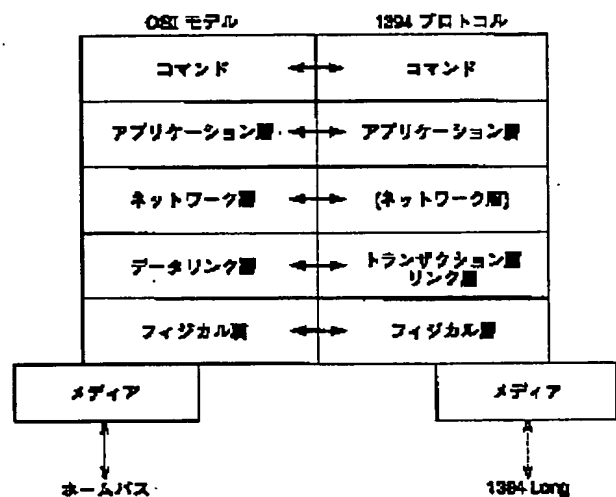 OSI モデル
1394 プロトコル
コマンド
コマンド
アプリケーション層
アプリケーション層
ネットワーク層
(ネットワーク層)
データリンク層
トランザクション層
リンク層
フィジカル層
フィジカル層
メディア
メディア
ホームバス
1394 Long